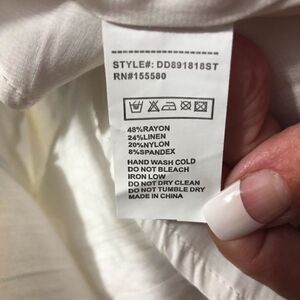 STYLE#: DD891818ST
RN#155580
48%RAYON
24%LINEN
20%NYLON
8%SPANDEX
HAND WASH COLD
DO NOT BLEACH
IRON LOW
DO NOT DRY CLEAN
DO NOT TUMBLE DRY
MADE IN CHINA